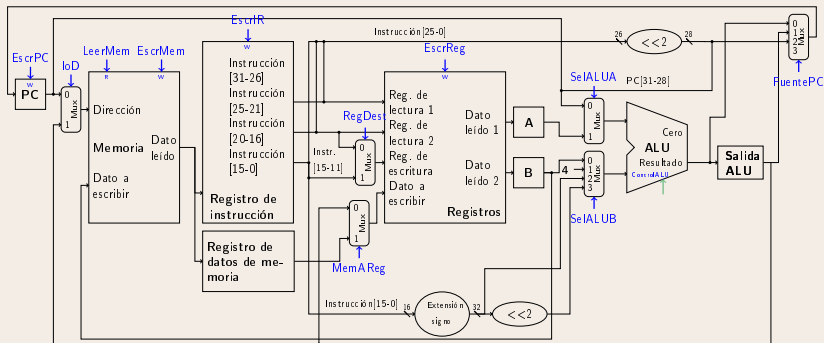 EscrPC
W
PC
IoD
0
Mux
1
LeerMem
EscrMem
R
W
Dirección
Memoria
Dato
leído
Dato a
escribir
EscrIR
W
Instrucción
[31-26]
Instrucción
[25-21]
Instrucción
[20-16]
Instrucción
[15-0]
Registro de
instrucción
Registro de
datos de me-
moria
Instrucción[25-0]
RegDest
Instr.
[15-11]
0
Mux
1
MemAReg
0
Mux
1
EscrReg
W
Reg. de
lectura 1
Reg. de
lectura 2
Reg. de
escritura
Dato a
escribir
Dato
leído 1
Dato
leído 2
Registros
A
B
4
SelALUA
0
Mux
1
SelALUB
0
1
2
3
Mux
Cero
ALU
Resultado
ControlALU
Salida
ALU
26
<<2
28
PC[31-28]
FuentePC
0
1
2
3
Mux
Instrucción[15-0]
16
Extensión
signo
32
<<2